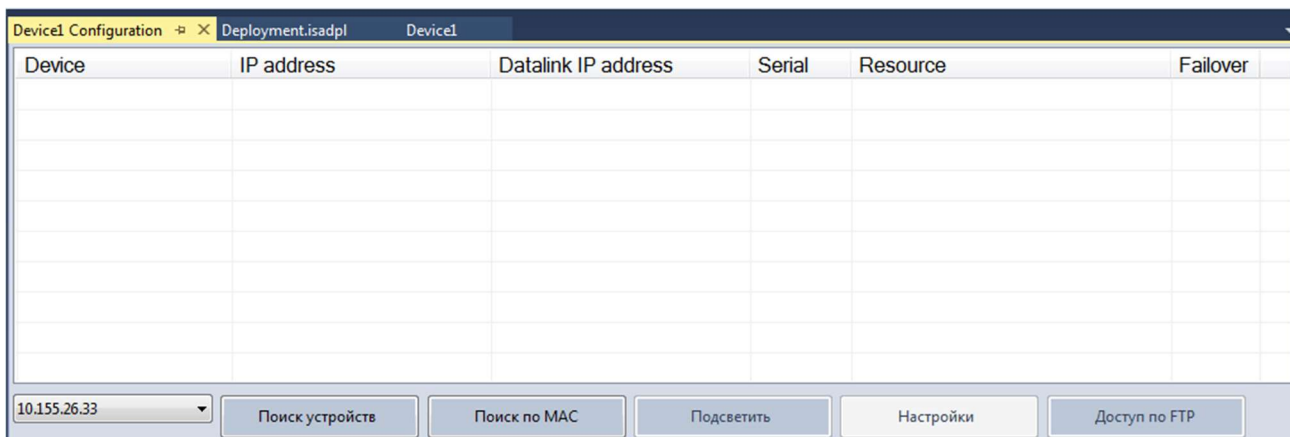 Device1 Configuration Deployment.isadpl Device1
Device IP address Datalink IP address Serial Resource Failover
10.155.26.33 Поиск устройств Поиск по MAC Подсветить Настройки Доступ по FTP